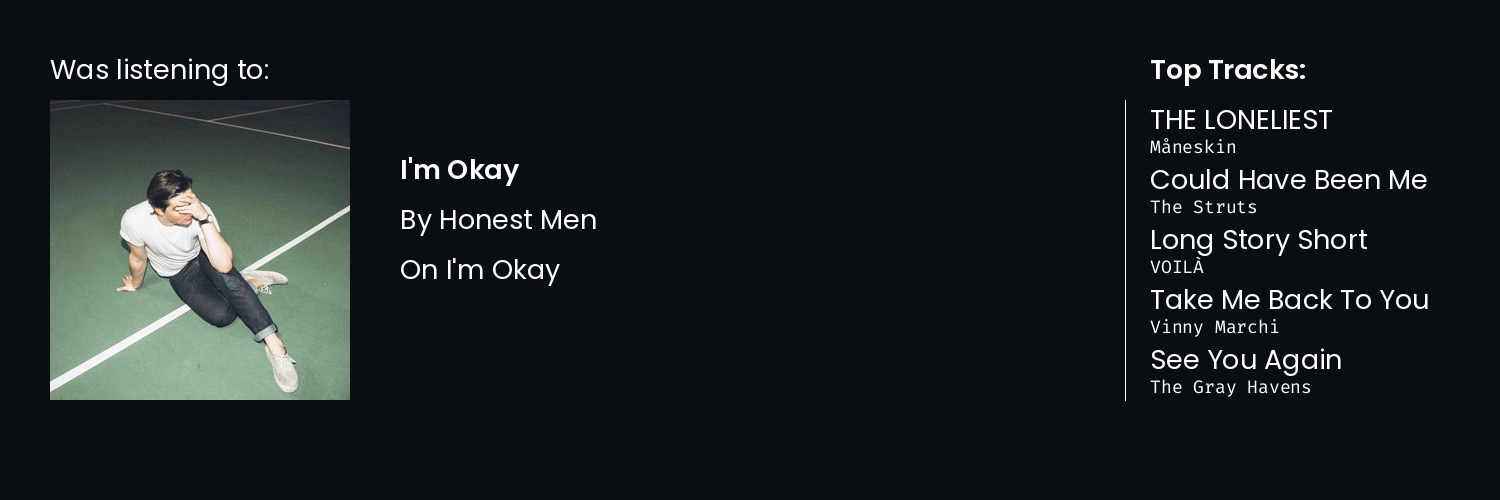 Was listening to:
I'm Okay
By Honest Men
On I'm Okay
Top Tracks:
THE LONELIEST
Måneskin
Could Have Been Me
The Struts
Long Story Short
VOILÀ
Take Me Back To You
Vinny Marchi
See You Again
The Gray Havens